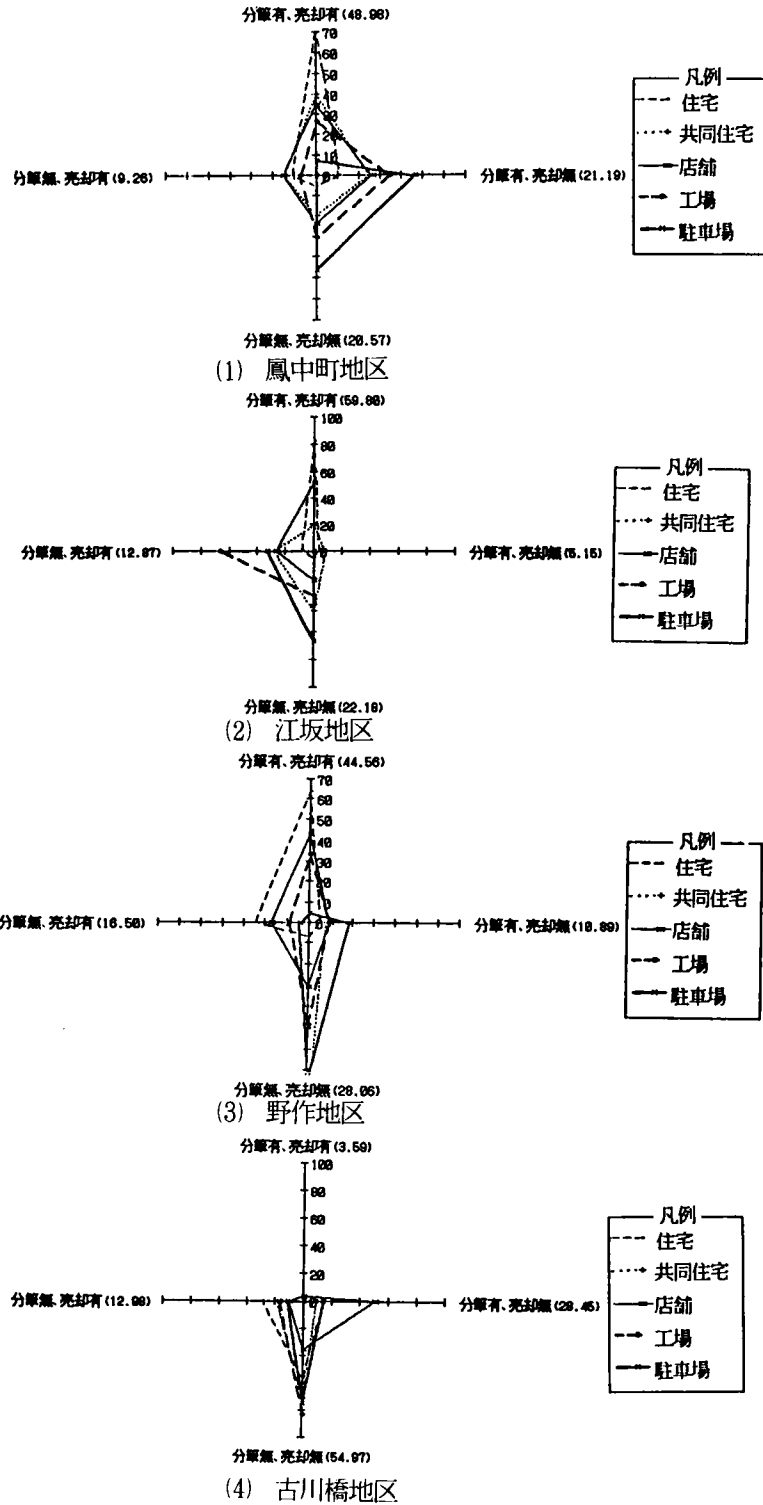 分筆有、売却有(48.98)
70
60
50
40
30
20
10
0
分筆無、売却有(9.26)
分筆有、売却無(21.19)
分筆無、売却無(20.57)
凡例
住宅
共同住宅
店舗
工場
駐車場
(1) 鳳中町地区
分筆有、売却有(59.80)
100
80
60
40
20
0
分筆無、売却有(12.87)
分筆有、売却無(5.15)
分筆無、売却無(22.18)
凡例
住宅
共同住宅
店舗
工場
駐車場
(2) 江坂地区
分筆有、売却有(44.56)
70
60
50
40
30
20
10
0
分筆無、売却有(16.50)
分筆有、売却無(10.89)
分筆無、売却無(28.06)
凡例
住宅
共同住宅
店舗
工場
駐車場
(3) 野作地区
分筆有、売却有(3.59)
100
80
60
40
20
0
分筆無、売却有(12.98)
分筆有、売却無(28.45)
分筆無、売却無(54.97)
凡例
住宅
共同住宅
店舗
工場
駐車場
(4) 古川橋地区